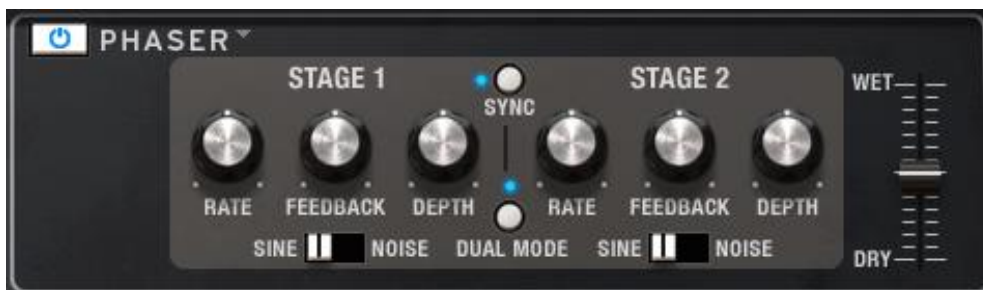 PHASER
STAGE 1
STAGE 2
WET
SYNC
RATE FEEDBACK DEPTH RATE FEEDBACK DEPTH
SINE NOISE DUAL MODE SINE NOISE
DRY